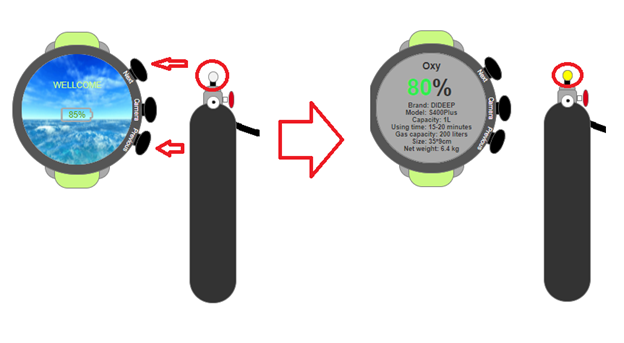 WELLCOME
85%
Next
Camera
Previous
Oxy
80%
Brand: DIDEEP
Model: S400Plus
Capacity: 1L
Using time: 15-20 minutes
Gas capacity: 200 liters
Size: 35*9cm
Net weight: 6.4 kg
Next
Camera
Previous